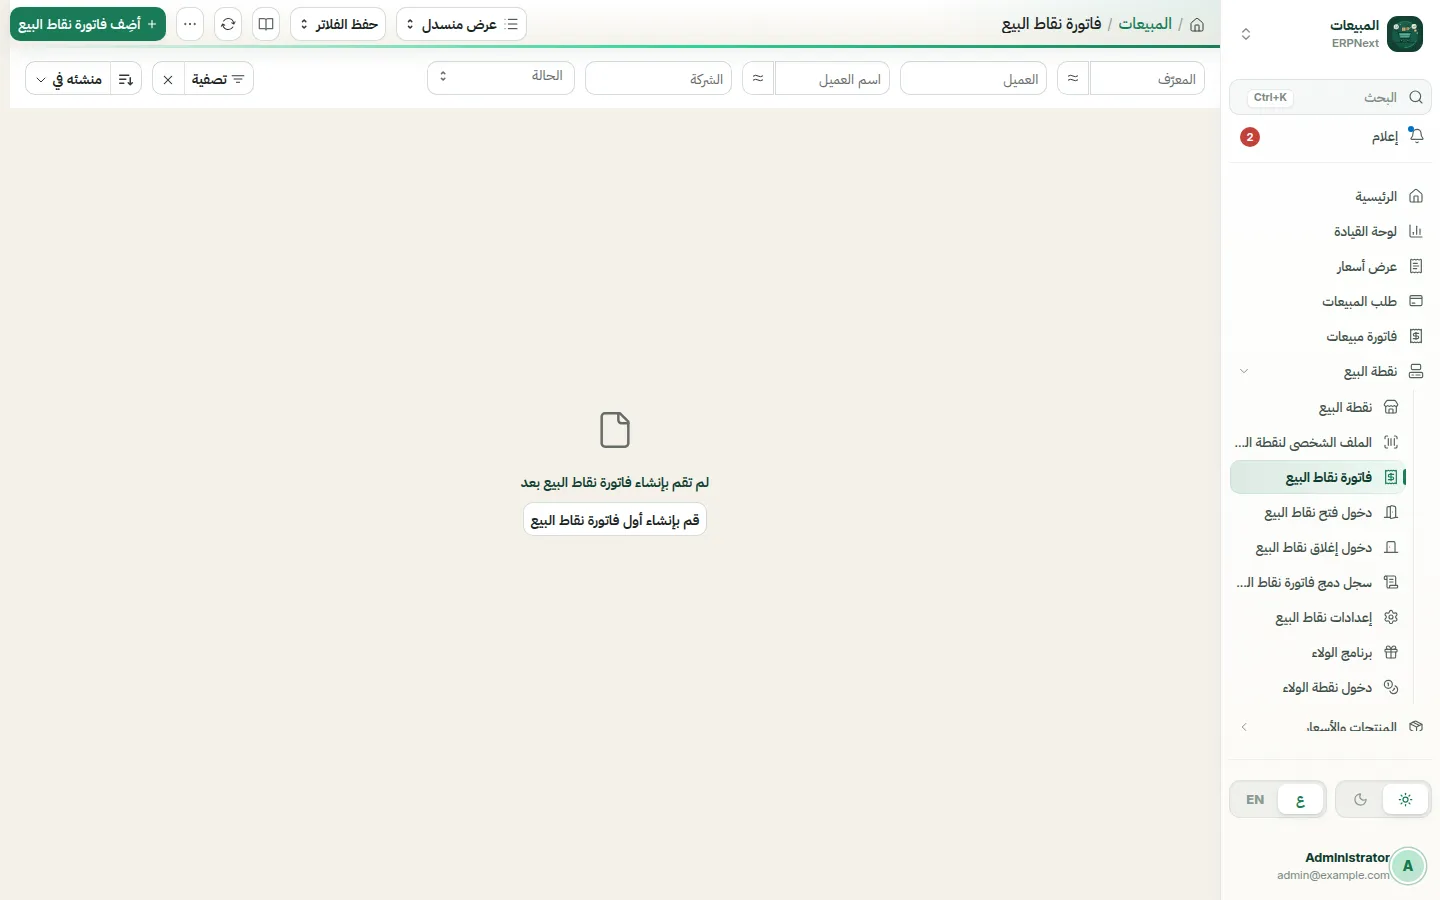 المبيعات
ERPNext
البحث
Ctrl+K
إعلام
2
الرئيسية
لوحة القيادة
عرض أسعار
طلب المبيعات
فاتورة مبيعات
نقطة البيع
نقطة البيع
الملف الشخصي لنقطة الـ...
فاتورة نقاط البيع
دخول فتح نقاط البيع
دخول إغلاق نقاط البيع
سجل دمج فاتورة نقاط الـ...
إعدادات نقاط البيع
برنامج الولاء
دخول نقطة الولاء
المنتجات والأسعار
ع
EN
Administrator
admin@example.com
A
المبيعات / فاتورة نقاط البيع
عرض منسدل
حفظ الفلاتر
...
+ أضِف فاتورة نقاط البيع
المعرّف
≈
العميل
اسم العميل
≈
الشركة
الحالة
تصفية
منشئه في
لم تقم بإنشاء فاتورة نقاط البيع بعد
قم بإنشاء أول فاتورة نقاط البيع